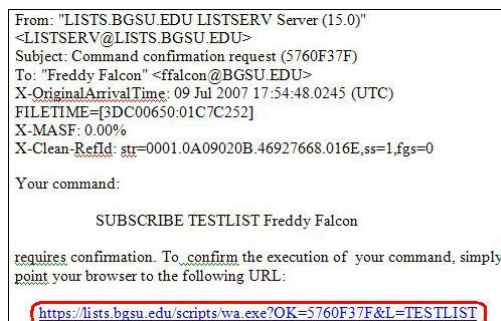 From: "LISTS.BGSU.EDU LISTSERV Server (15.0)"
<LISTSERV@LISTS.BGSU.EDU>
Subject: Command confirmation request (5760F37F)
To: "Freddy Falcon" <ffalcon@BGSU.EDU>
X-OriginalArrivalTime: 09 Jul 2007 17:54:48.0245 (UTC)
FILETIME=[3DC00650:01C7C252]
X-MASF: 0.00%
X-Clean-RefId: str=0001.0A09020B.46927668.016E,ss=1,fgs=0
Your command:
SUBSCRIBE TESTLIST Freddy Falcon
requires confirmation. To confirm the execution of your command, simply
point your browser to the following URL:
https://lists.bgsu.edu/scripts/wa.exe?OK=5760F37F&L=TESTLIST